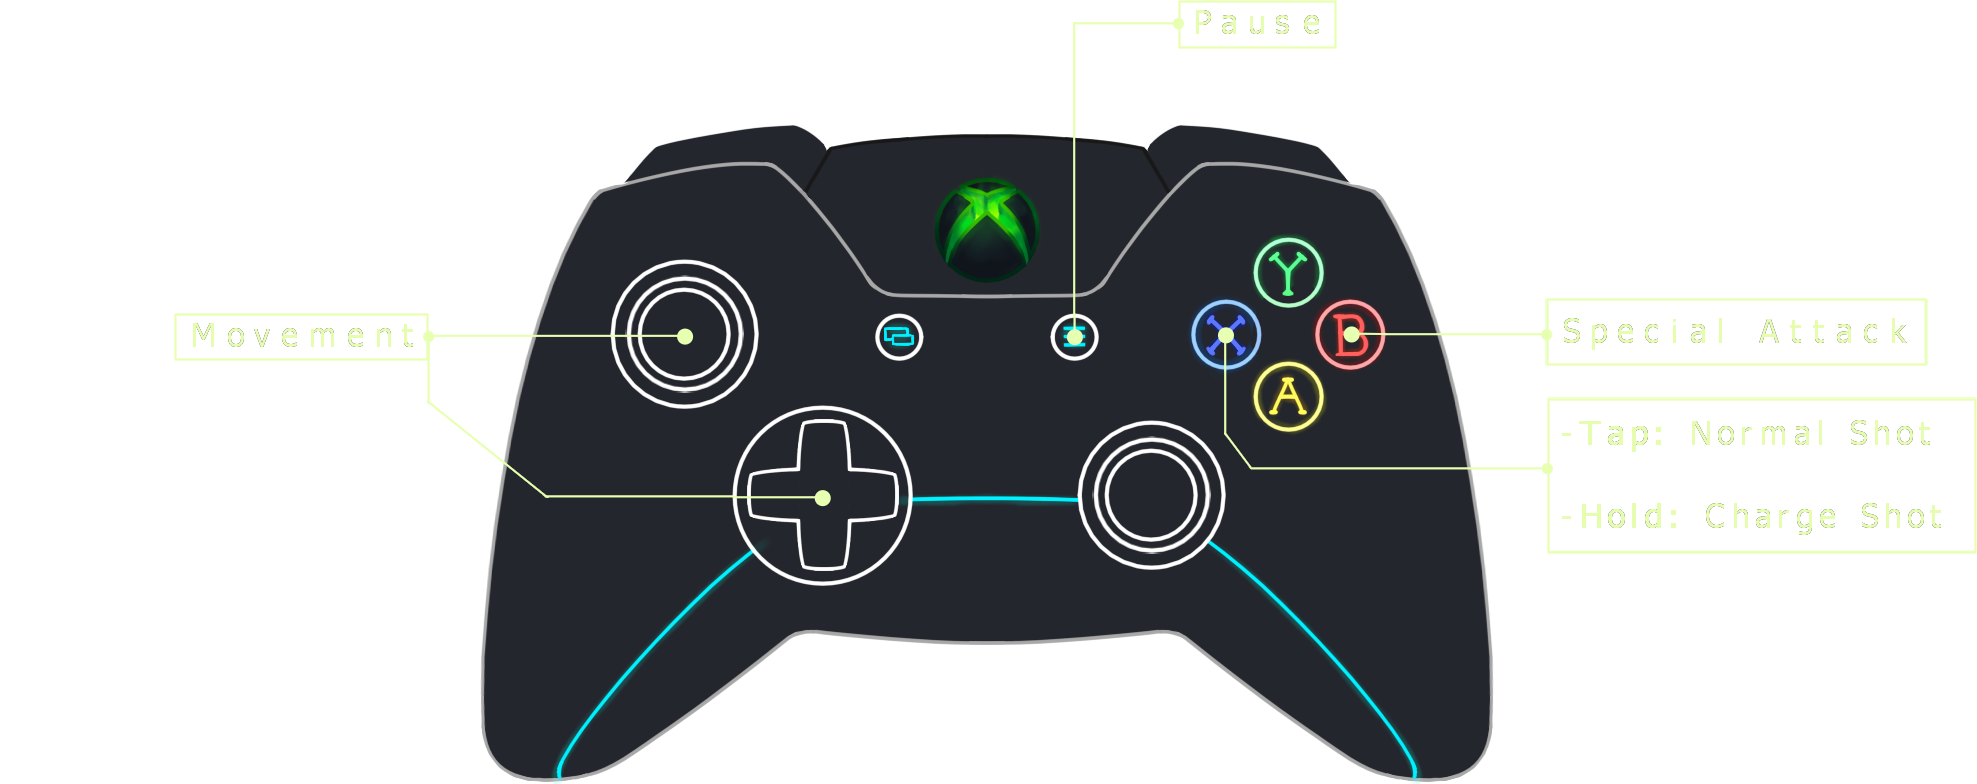 Pause
Y
Movement
X
B
Special Attack
A
-Tap: Normal Shot
-Hold: Charge Shot